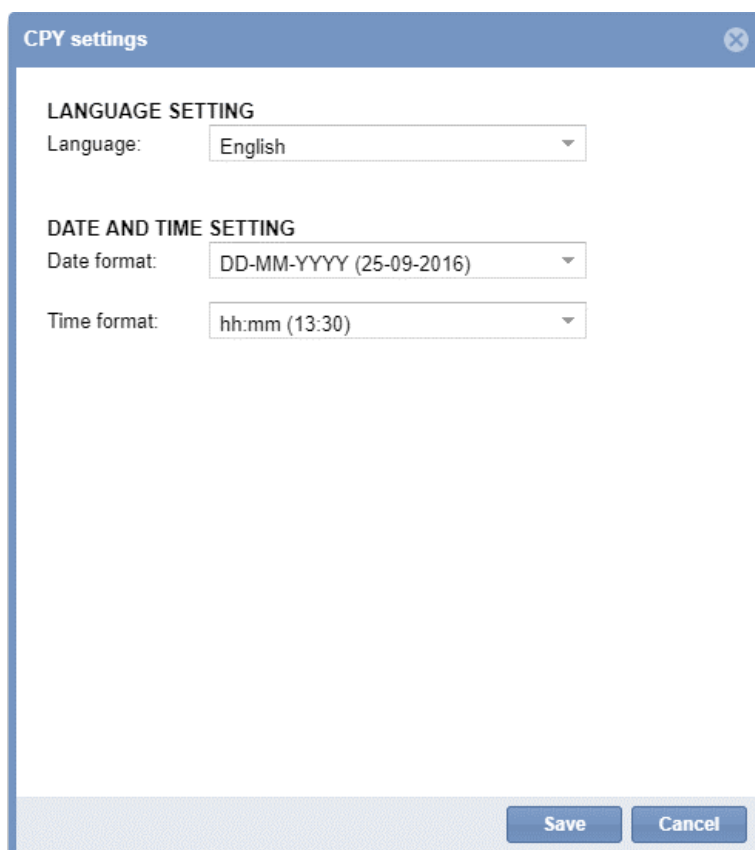 CPY settings
LANGUAGE SETTING
Language: English
DATE AND TIME SETTING
Date format: DD-MM-YYYY (25-09-2016)
Time format: hh:mm (13:30)
Save Cancel